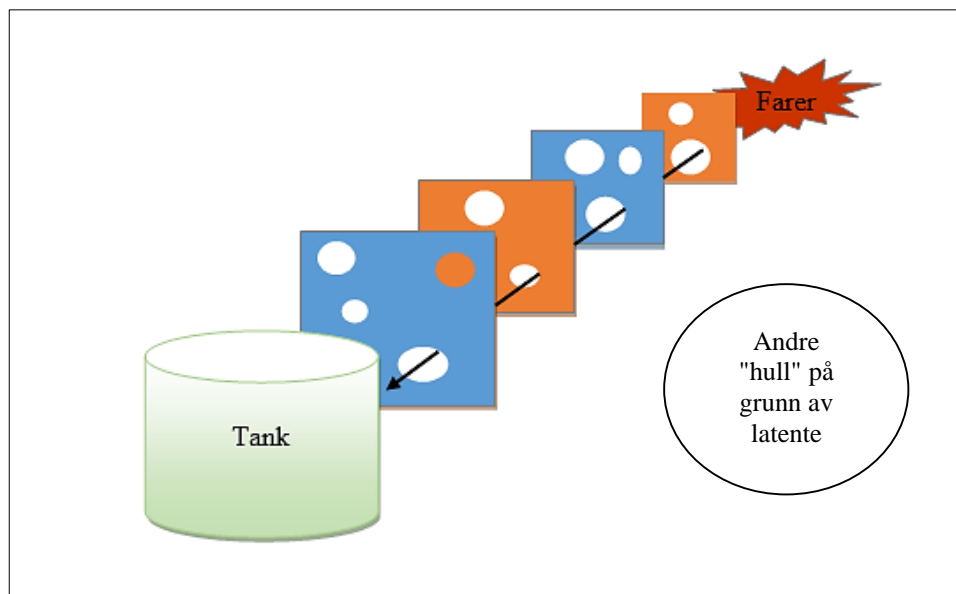 Farer
Andre
"hull" på
grunn av
latente
Tank